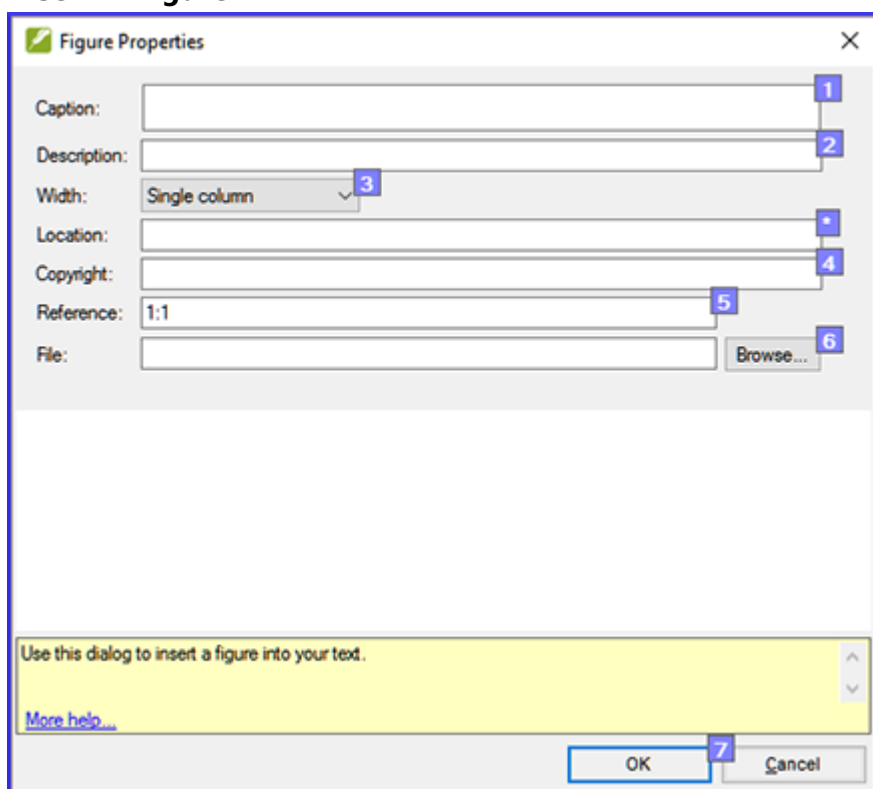 Figure Properties
1
Caption:
2
Description:
3
Width: Single column
*
Location:
4
Copyright:
5
Reference: 1:1
6
File: Browse...
Use this dialog to insert a figure into your text.
More help...
7
OK Cancel